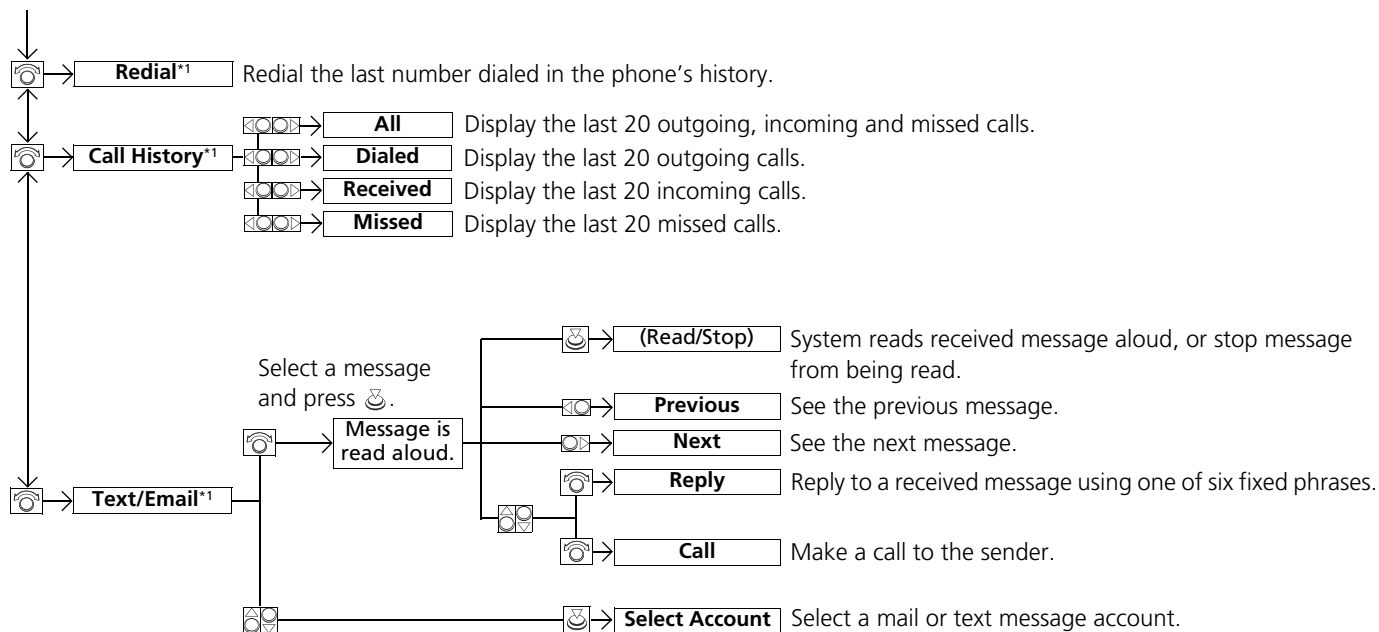 Redial*1 Redial the last number dialed in the phone’s history.
All Display the last 20 outgoing, incoming and missed calls.
Call History*1 Dialed Display the last 20 outgoing calls.
Received Display the last 20 incoming calls.
Missed Display the last 20 missed calls.
(Read/Stop) System reads received message aloud, or stop message
from being read.
Select a message
and press .
Previous See the previous message.
Message is
read aloud.
Next See the next message.
Text/Email*1
Reply Reply to a received message using one of six fixed phrases.
Call Make a call to the sender.
Select Account Select a mail or text message account.